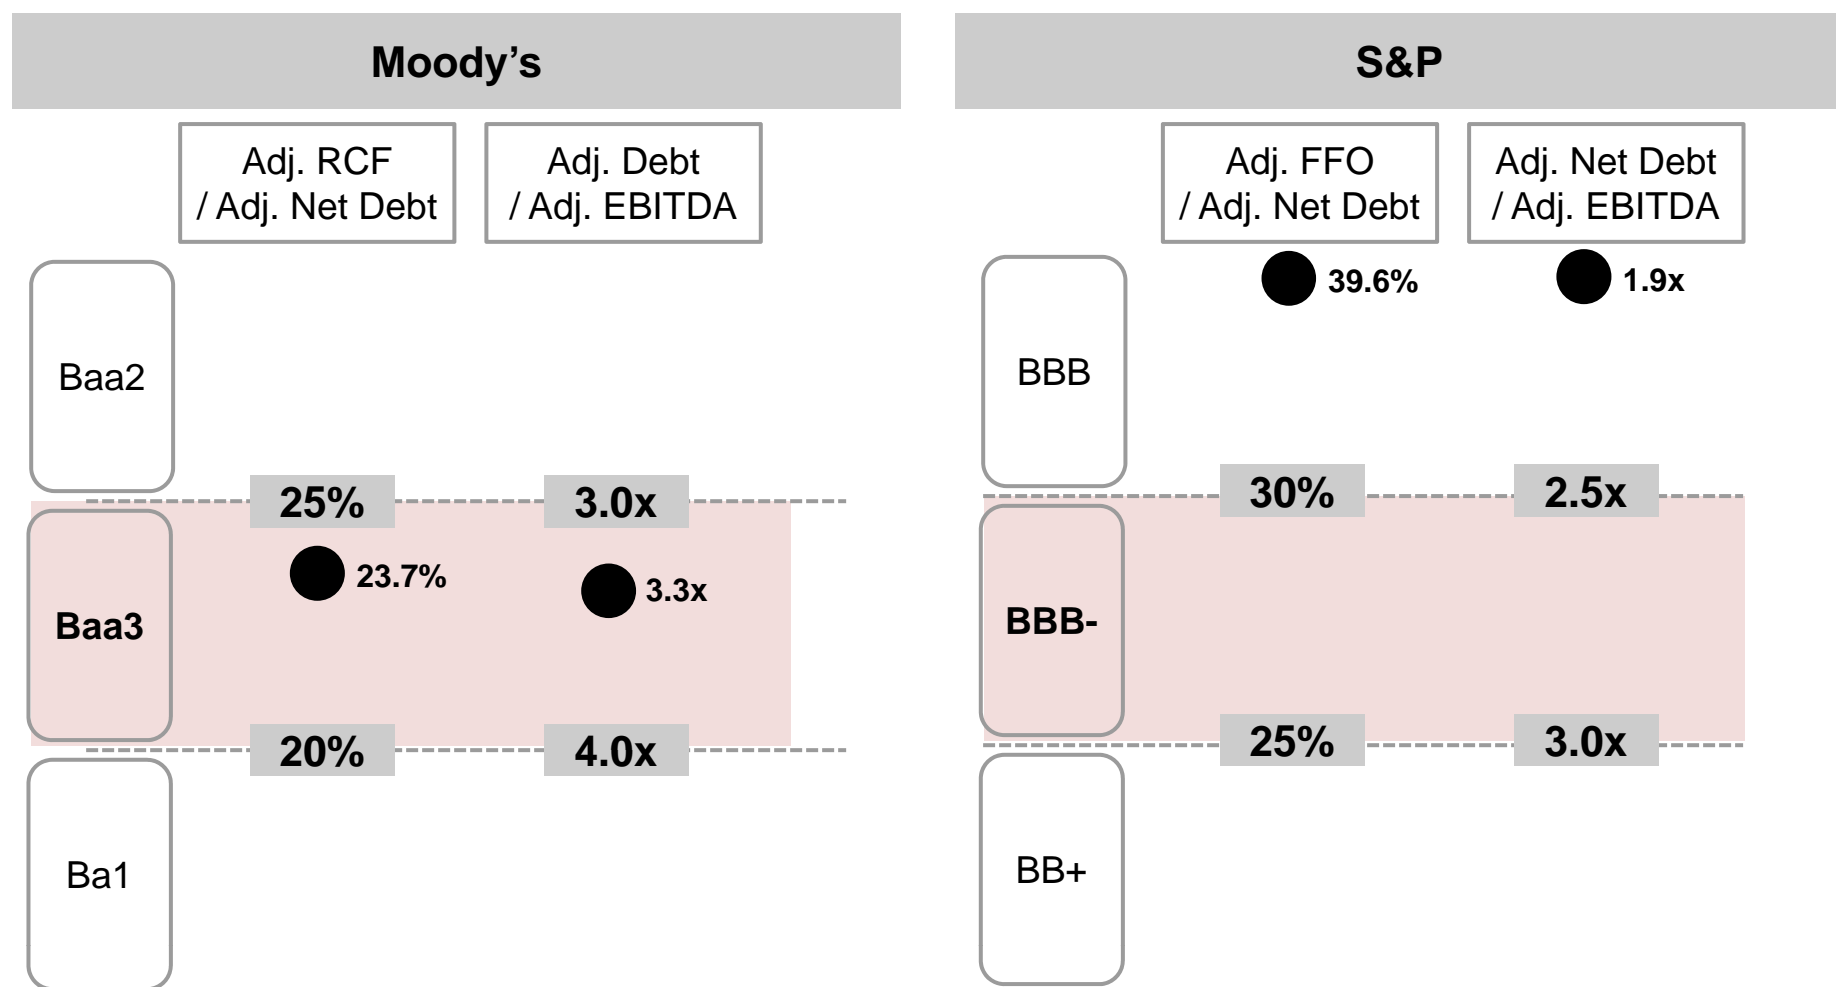 Moody’s
Adj. RCF
/ Adj. Net Debt
Adj. Debt
/ Adj. EBITDA
Baa2
25%
3.0x
23.7%
3.3x
Baa3
20%
4.0x
Ba1
S&P
Adj. FFO
/ Adj. Net Debt
Adj. Net Debt
/ Adj. EBITDA
39.6%
1.9x
BBB
30%
2.5x
BBB-
25%
3.0x
BB+